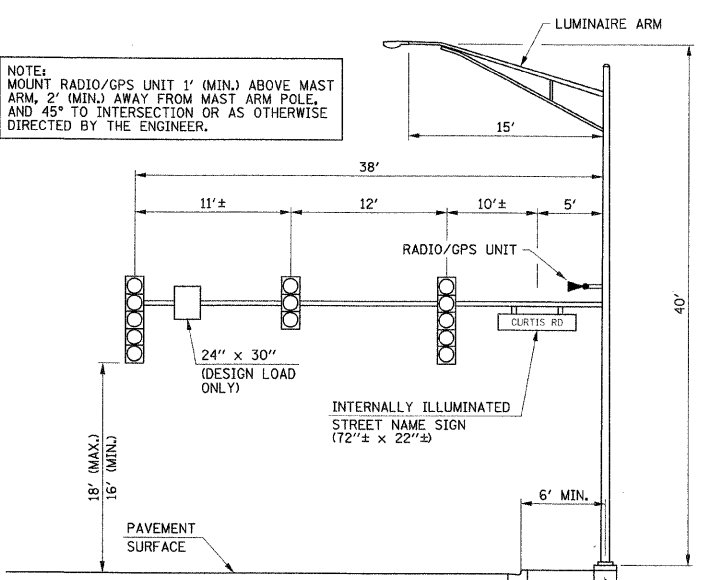 LUMINAIRE ARM
NOTE:
MOUNT RADIO/GPS UNIT 1' (MIN.) ABOVE MAST
ARM, 2' (MIN.) AWAY FROM MAST ARM POLE,
AND 45° TO INTERSECTION OR AS OTHERWISE
DIRECTED BY THE ENGINEER.
15'
38'
11'±
12'
10'±
5'
RADIO/GPS UNIT
40'
CURTIS RD
24" x 30"
(DESIGN LOAD
ONLY)
INTERNALLY ILLUMINATED
STREET NAME SIGN
(72"± x 22"±)
18' (MAX.)
16' (MIN.)
6' MIN.
PAVEMENT
SURFACE